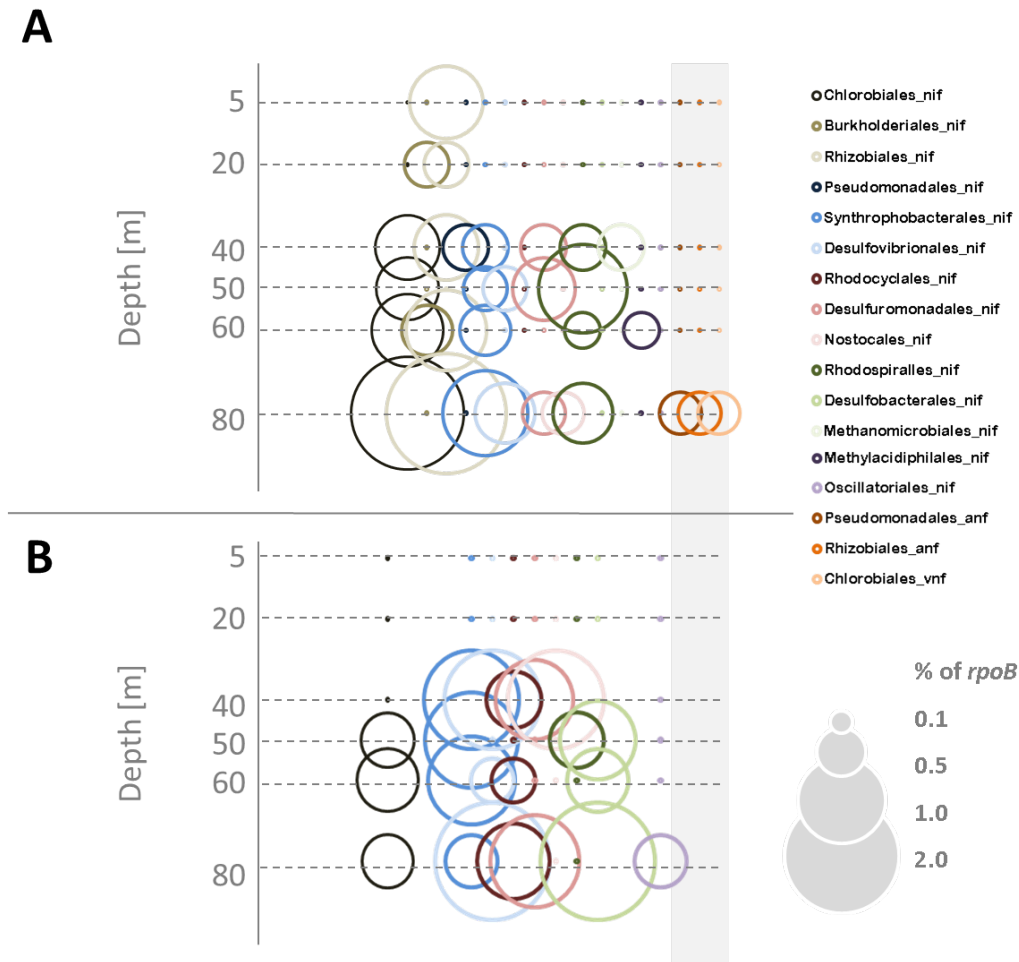 A
5
20
40
50
60
80
Depth [m]
Chlorobiales_nif
Burkholderiales_nif
Rhizobiales_nif
Pseudomonadales_nif
Synthrophobacterales_nif
Desulfovibrionales_nif
Rhodocyclales_nif
Desulfuromonadales_nif
Nostocales_nif
Rhodospiralles_nif
Desulfobacterales_nif
Methanomicrobiales_nif
Methylacidiphilales_nif
Oscillatoriales_nif
Pseudomonadales_anf
Rhizobiales_anf
Chlorobiales_vnf
B
5
20
40
50
60
80
Depth [m]
% of rpoB
0.1
0.5
1.0
2.0